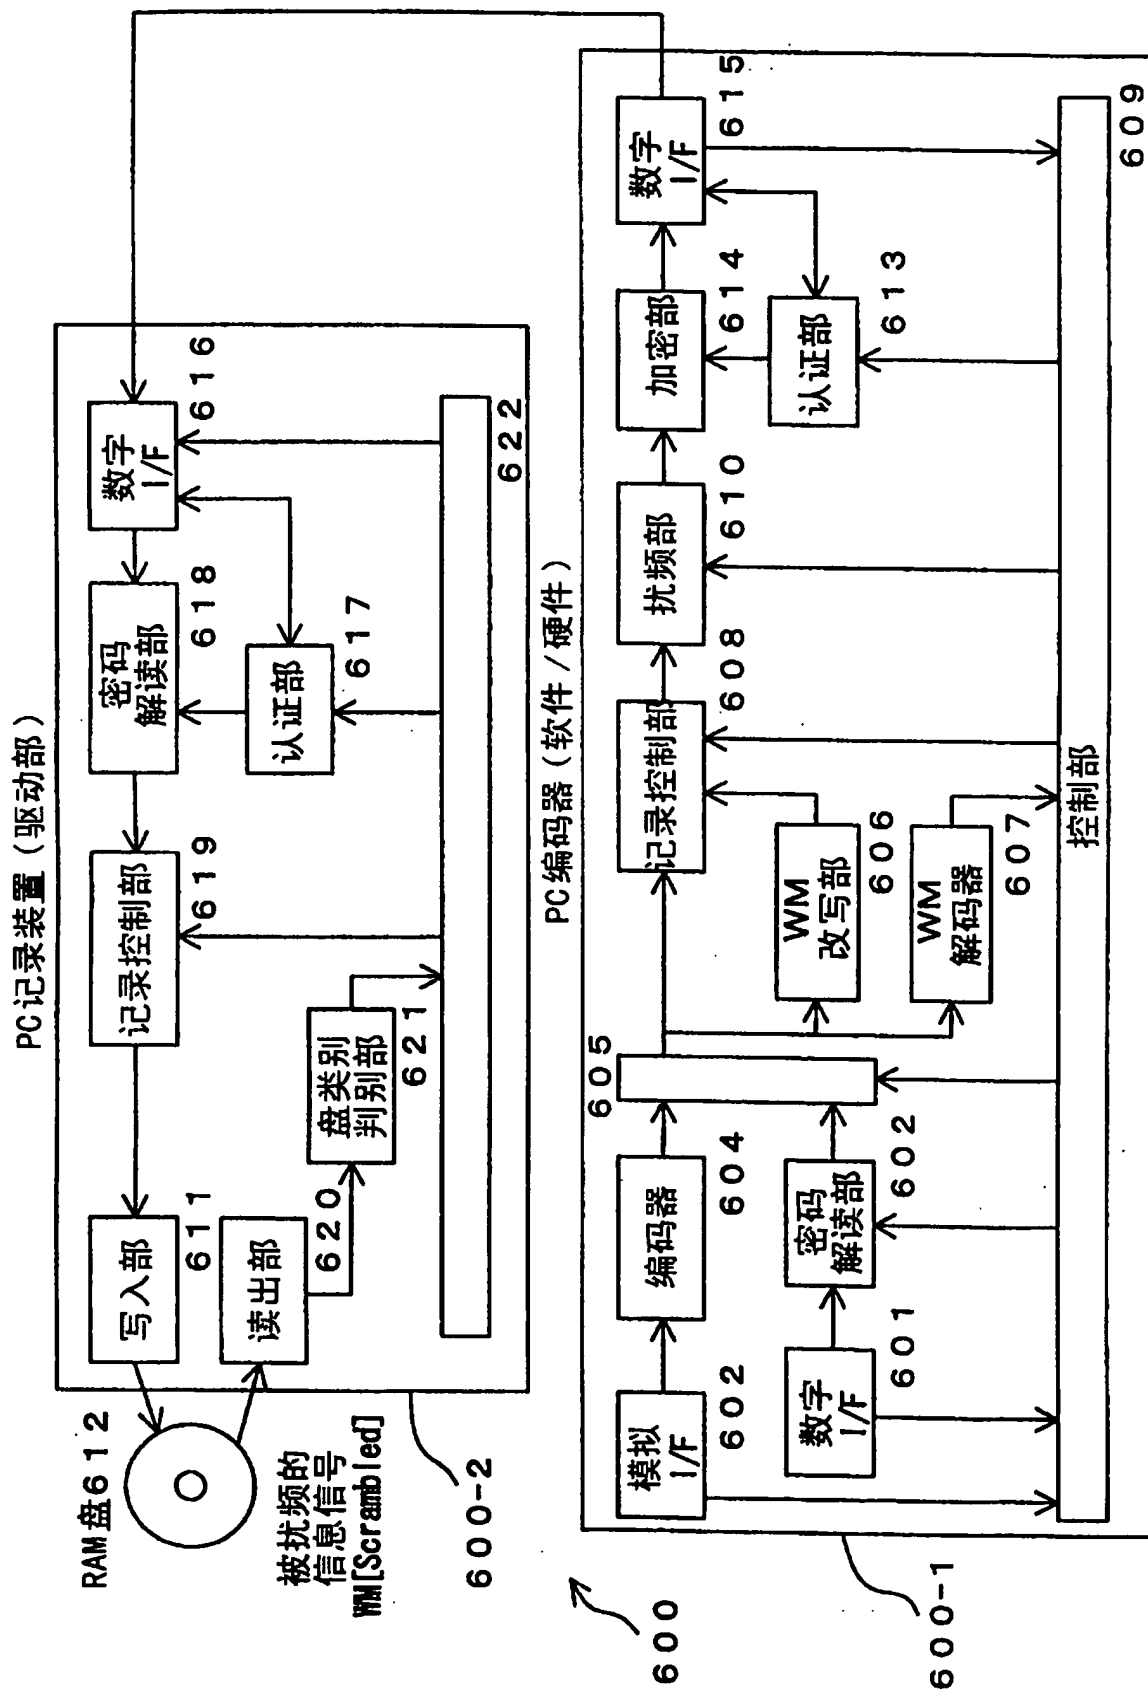 PC记录装置（驱动部）
RAM盘612
被扰频的
信息信号
WM[Scrambled]
写入部
611
读出部
620
盘类别
判别部
621
记录控制部
619
密码
解读部
618
认证部
617
数字
I/F
616
622
600-2
PC编码器（软件/硬件）
模拟
I/F
602
数字
I/F
601
编码器
604
密码
解读部
602
605
WM
改写部
606
WM
解码器
607
记录控制部
608
扰频部
610
加密部
614
认证部
613
数字
I/F
615
控制部
609
600
600-1